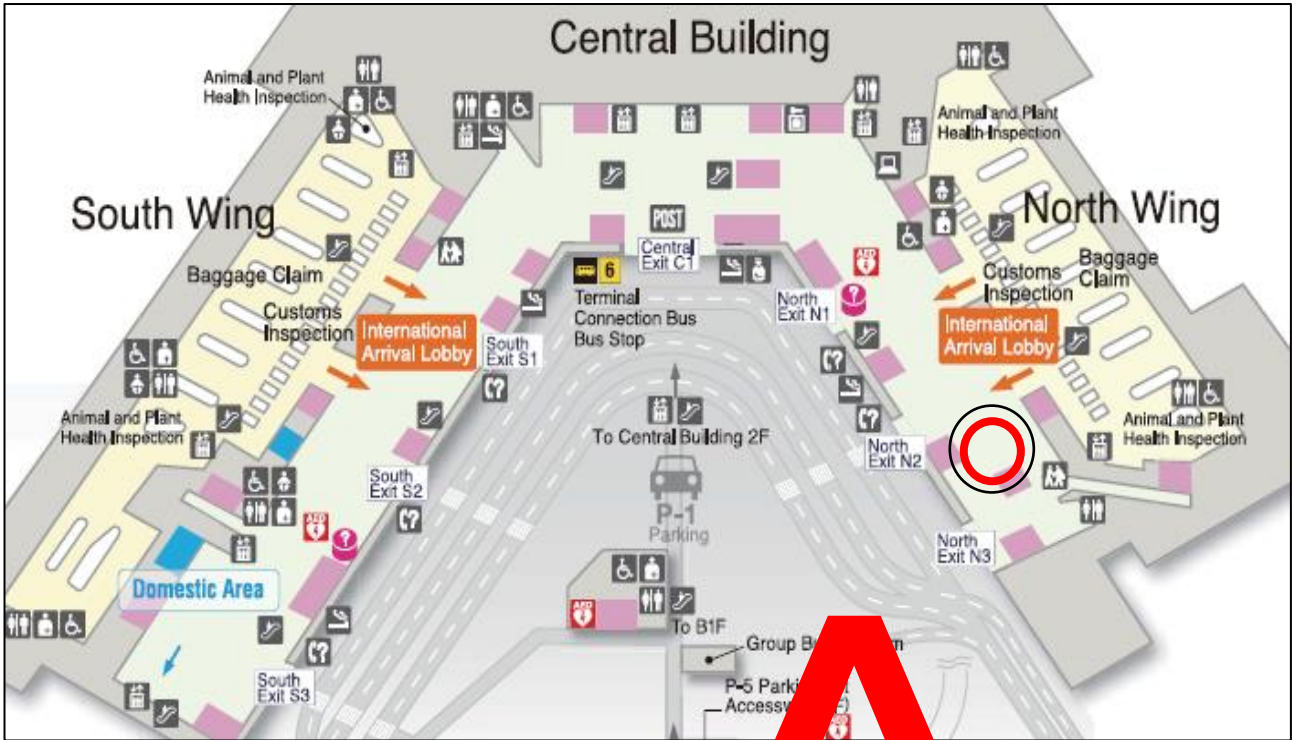 Central Building
Animal and Plant
Health Inspection
Animal and Plant
Health Inspection
South Wing
North Wing
POST
Central
Exit C1
AED
Baggage Claim
6
Baggage
Claim
Customs
Inspection
Terminal
Connection Bus
Bus Stop
North
Exit N1
Customs
Inspection
International
Arrival Lobby
South
Exit S1
International
Arrival Lobby
Animal and Plant
Health Inspection
To Central Building 2F
North
Exit N2
Animal and Plant
Health Inspection
South
Exit S2
P-1
Parking
AED
North
Exit N3
Domestic Area
AED
To B1F
Group
P-5
South
Exit S3
AED